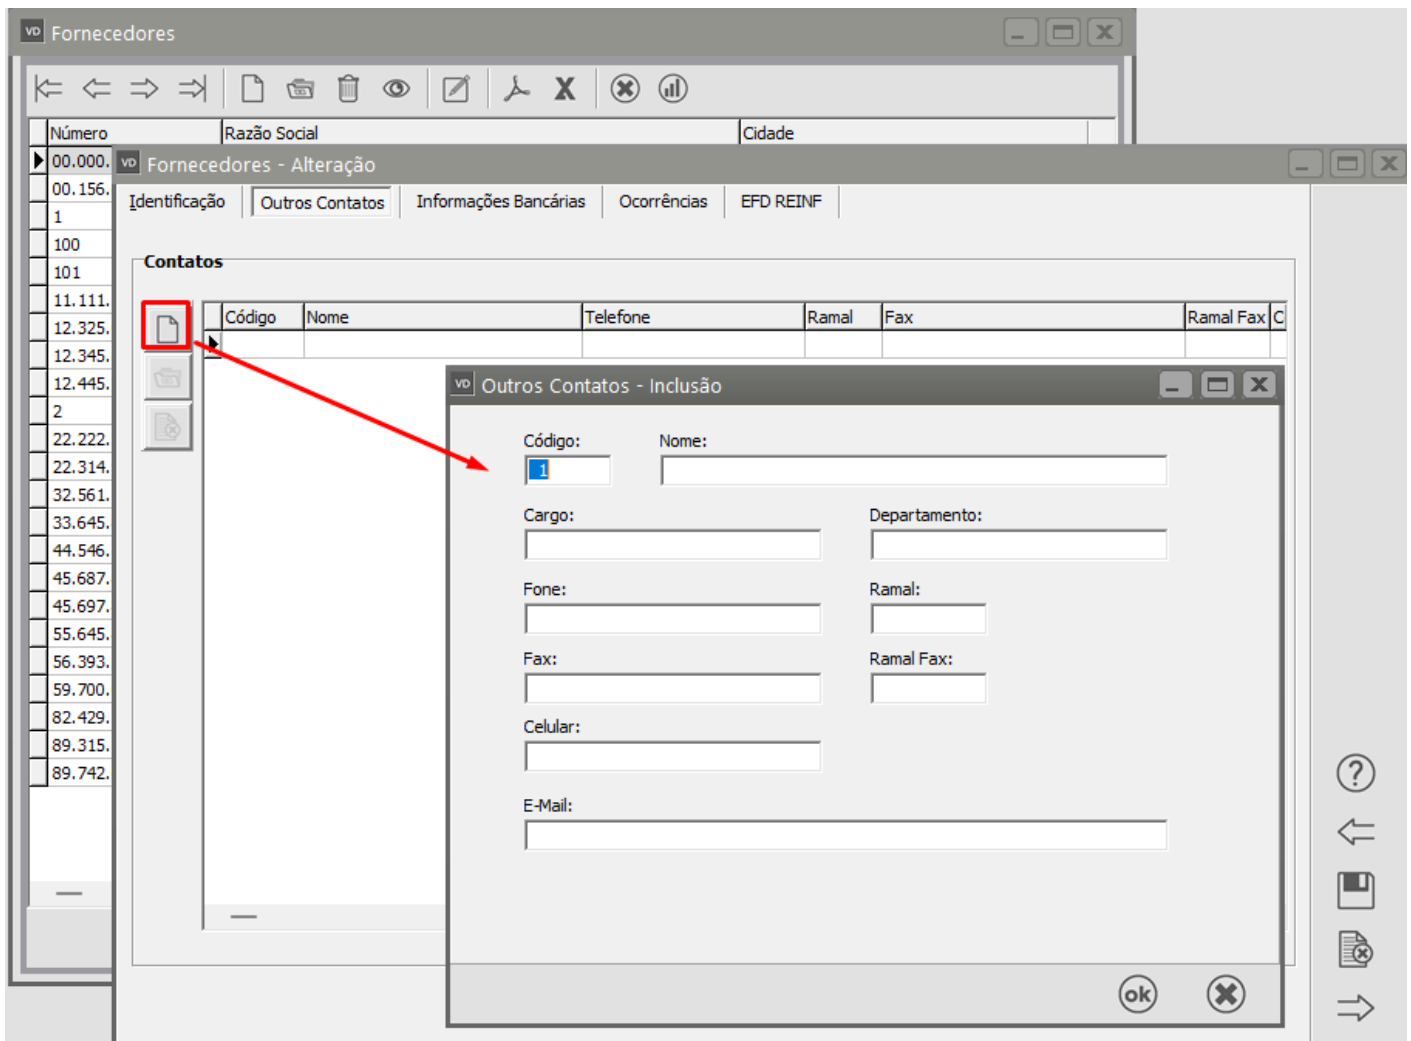 VD Fornecedores
X
Número Razão Social Cidade
00.000.
00.156.
1
100
101
11.111.
12.325.
12.345.
12.445.
2
22.222.
22.314.
32.561.
33.645.
44.546.
45.687.
45.697.
55.645.
56.393.
59.700.
82.429.
89.315.
89.742.
VD Fornecedores - Alteração
Identificação Outros Contatos Informações Bancárias Ocorrências EFD REINF
Contatos
Código Nome Telefone Ramal Fax Ramal Fax C
VD Outros Contatos - Inclusão
Código: Nome:
1
Cargo: Departamento:
Fone: Ramal:
Fax: Ramal Fax:
Celular:
E-Mail:
ok
?